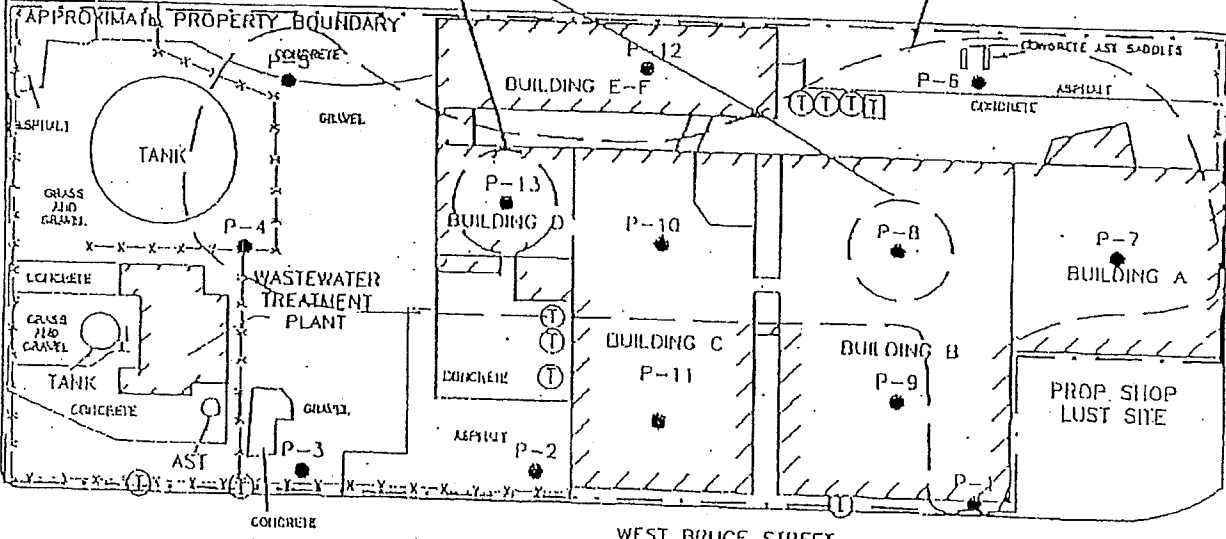 APPROXIMATE PROPERTY BOUNDARY
CONCRETE
P-5
P-12
BUILDING E-F
CONCRETE AST SADDLES
P-6
ASPHALT
CONCRETE
T T T T
ASPHALT
GRAVEL
TANK
GRASS
AND
GRAVEL
P-13
BUILDING D
P-4
P-10
P-8
P-7
BUILDING A
CONCRETE
WASTEWATER
TREATMENT
PLANT
GRASS
AND
GRAVEL
T
T
T
BUILDING C
BUILDING B
TANK
CONCRETE
P-11
P-9
PROP. SHOP
LUST SITE
CONCRETE
GRAVEL
ASPHALT
AST
P-3
P-2
P-1
T
T
T
CONCRETE
WEST BRUCE STREET